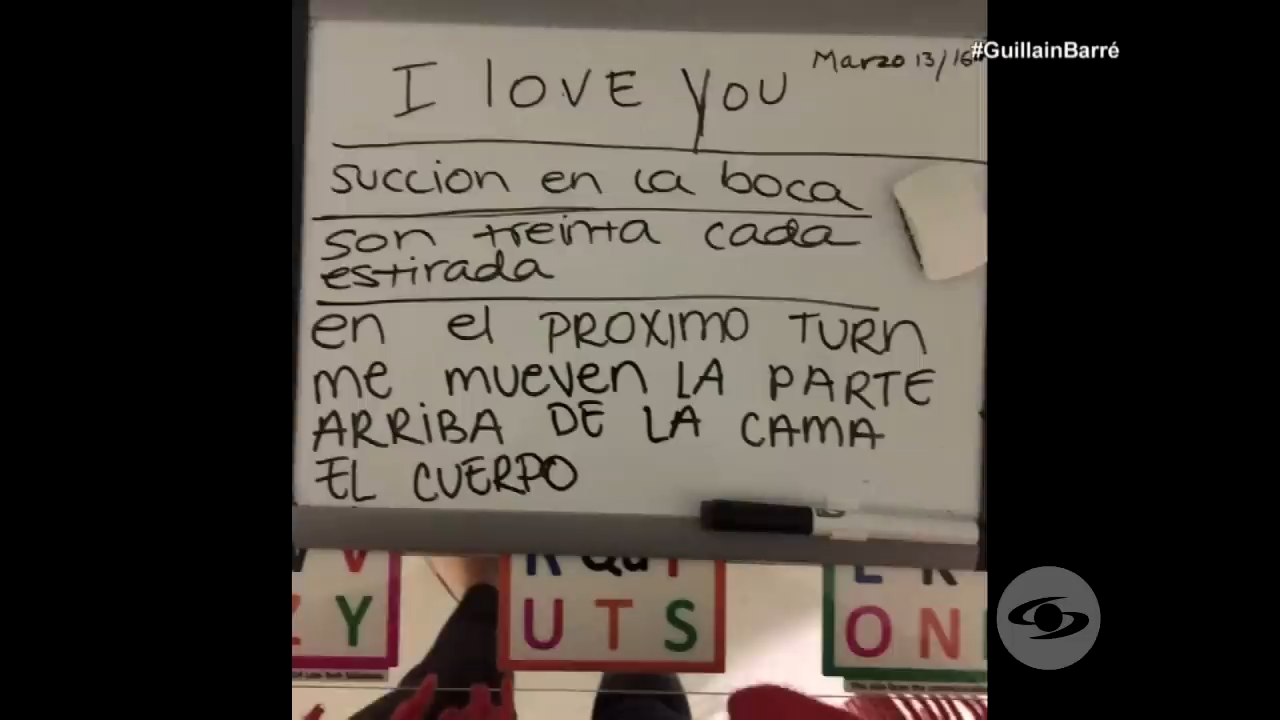 #GuillainBarré
Marzo 13/16
I love you
succion en la boca
son treinta cada
estirada
en el PROXIMO TURN
me mueven LA PARTE
ARRIBA DE LA CAMA
EL CUERPO
V
Z Y
R Qu T
U T S
L K
O N